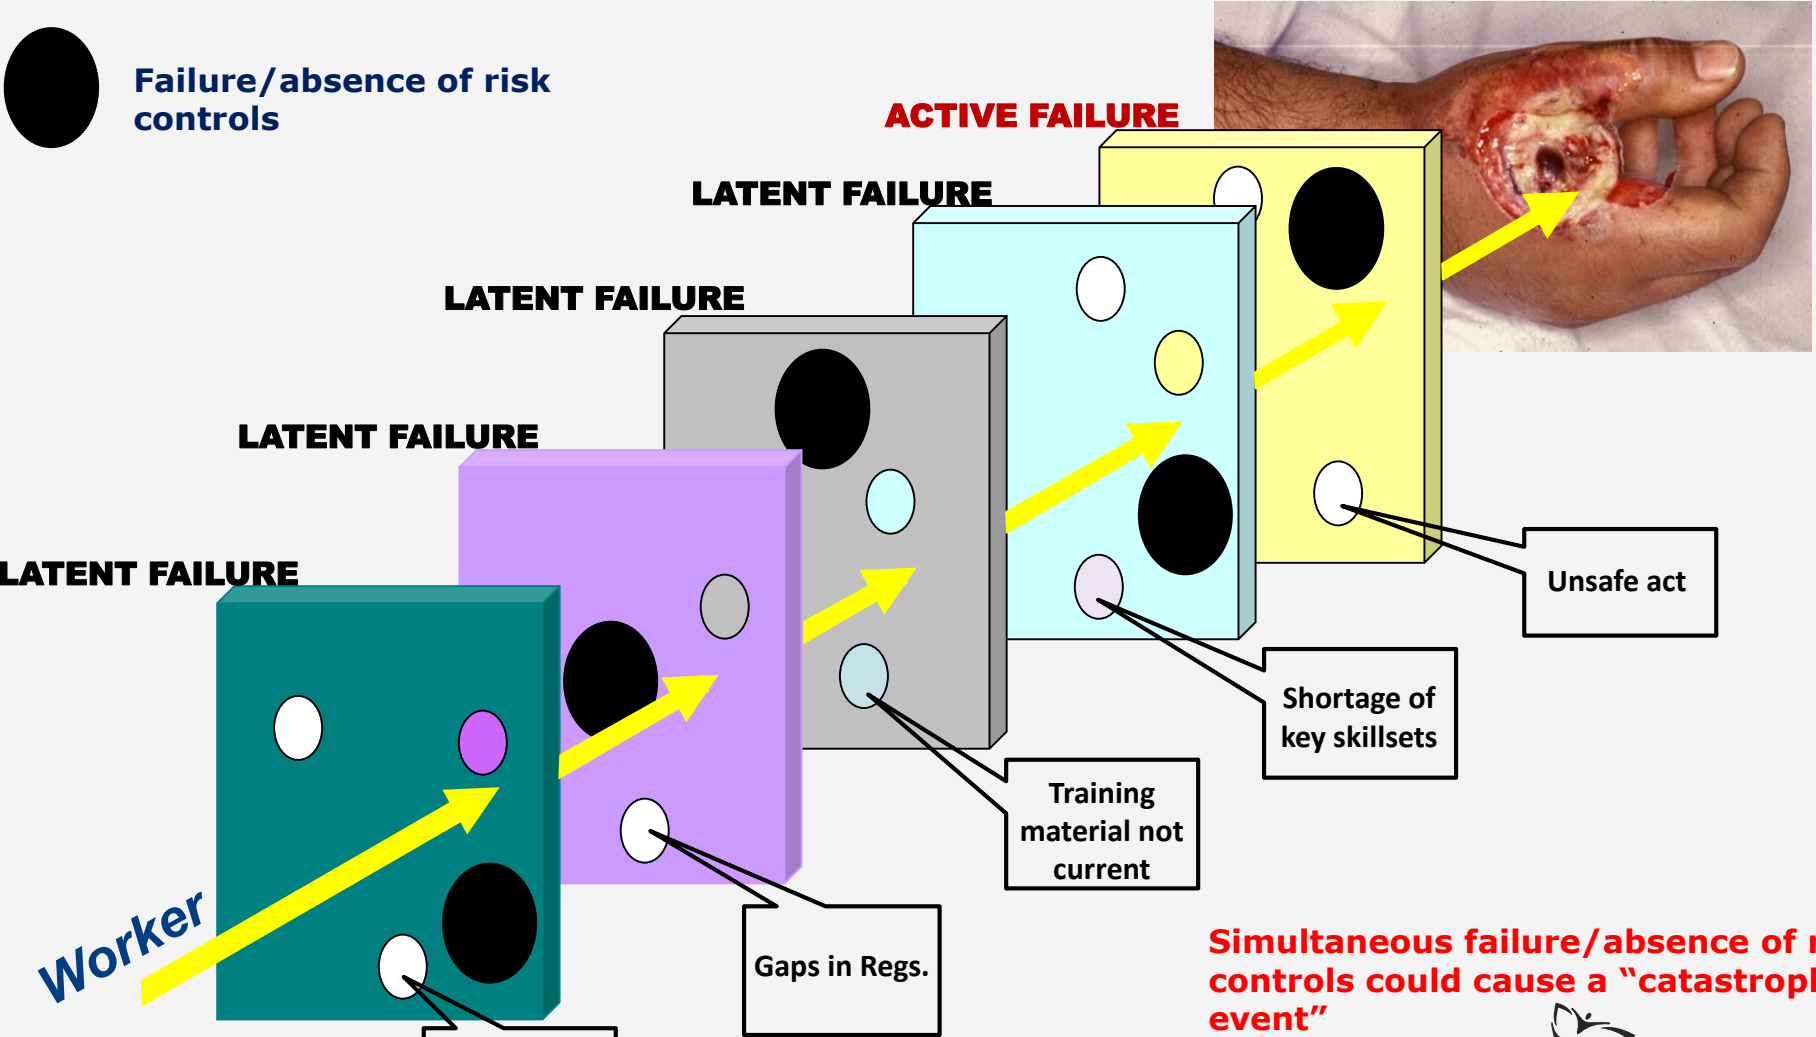 Failure/absence of risk
controls
ACTIVE FAILURE
LATENT FAILURE
LATENT FAILURE
LATENT FAILURE
LATENT FAILURE
Worker
Unsafe act
Shortage of
key skillsets
Training
material not
current
Gaps in Regs.
Simultaneous failure/absence of
controls could cause a “catastroph
event”